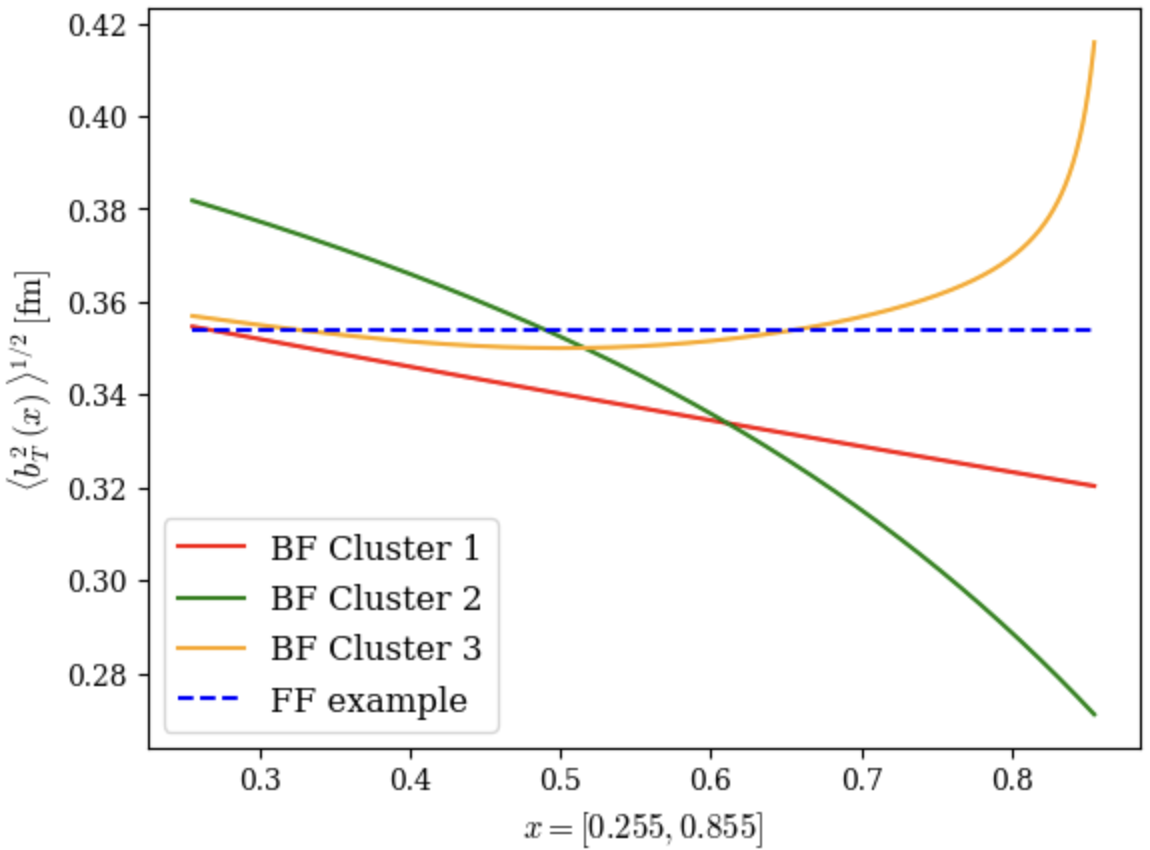 0.42
0.40
0.38
0.36
0.34
0.32
0.30
0.28
⟨b_T^2(x)⟩^{1/2} [fm]
BF Cluster 1
BF Cluster 2
BF Cluster 3
FF example
0.3 0.4 0.5 0.6 0.7 0.8
x = [0.255, 0.855]